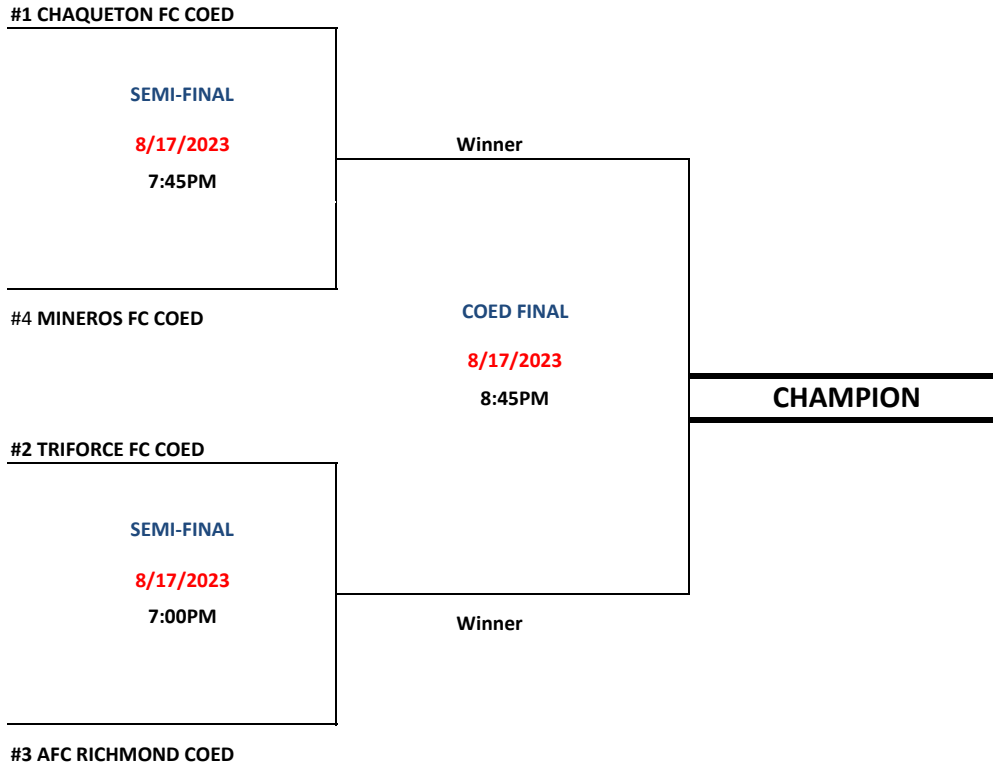 #1 CHAQUETON FC COED
SEMI-FINAL
8/17/2023
7:45PM
Winner
#4 MINEROS FC COED
COED FINAL
8/17/2023
8:45PM
CHAMPION
#2 TRIFORCE FC COED
SEMI-FINAL
8/17/2023
7:00PM
Winner
#3 AFC RICHMOND COED